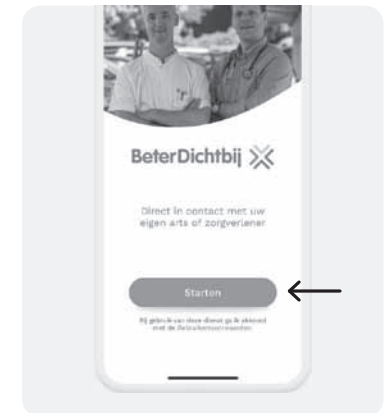 BeterDichtbij
Direct in contact met uw
eigen arts of zorgverlener
Starten
Bij gebruik van deze dienst ga ik akkoord
met de Gebruikersvoorwaarden